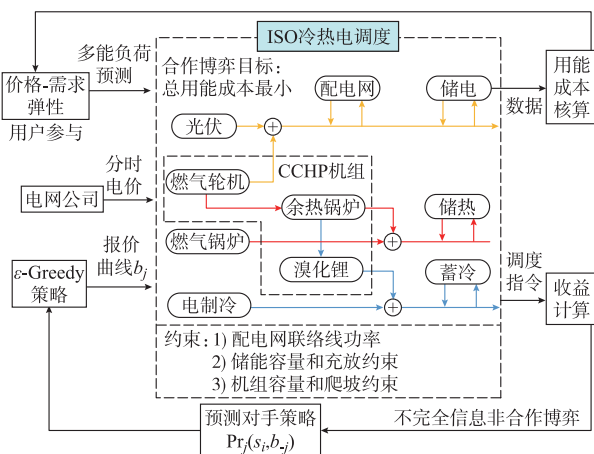 ISO冷热电调度
合作博弈目标:
总用能成本最小
多能负荷
预测
价格-需求
弹性
用户参与
配电网
储电
数据
用能
成本
核算
光伏
分时
电价
电网公司
CCHP机组
燃气轮机
余热锅炉
储热
燃气锅炉
溴化锂
蓄冷
报价
曲线bj
ε-Greedy
策略
电制冷
调度
指令
收益
计算
约束: 1) 配电网联络线功率
2) 储能容量和充放约束
3) 机组容量和爬坡约束
预测对手策略
Prj(si,b-j)
不完全信息非合作博弈